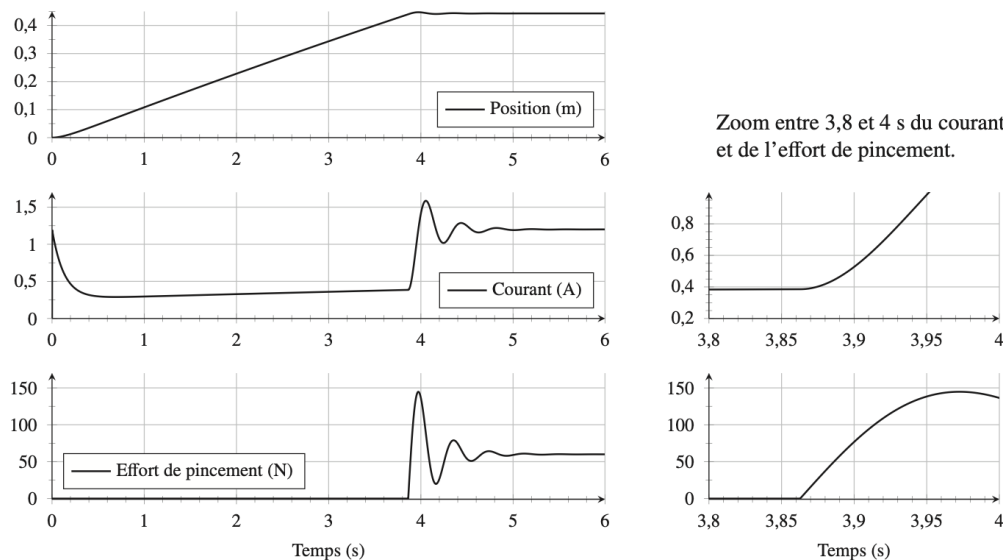 0,4
0,3
0,2
0,1
0
Position (m)
0 1 2 3 4 5 6
Zoom entre 3,8 et 4 s du courant
et de l’effort de pincement.
1,5
1
0,5
0
Courant (A)
0 1 2 3 4 5 6
0,8
0,6
0,4
0,2
3,8 3,85 3,9 3,95 4
150
100
50
0
Effort de pincement (N)
0 1 2 3 4 5 6
Temps (s)
150
100
50
0
3,8 3,85 3,9 3,95 4
Temps (s)